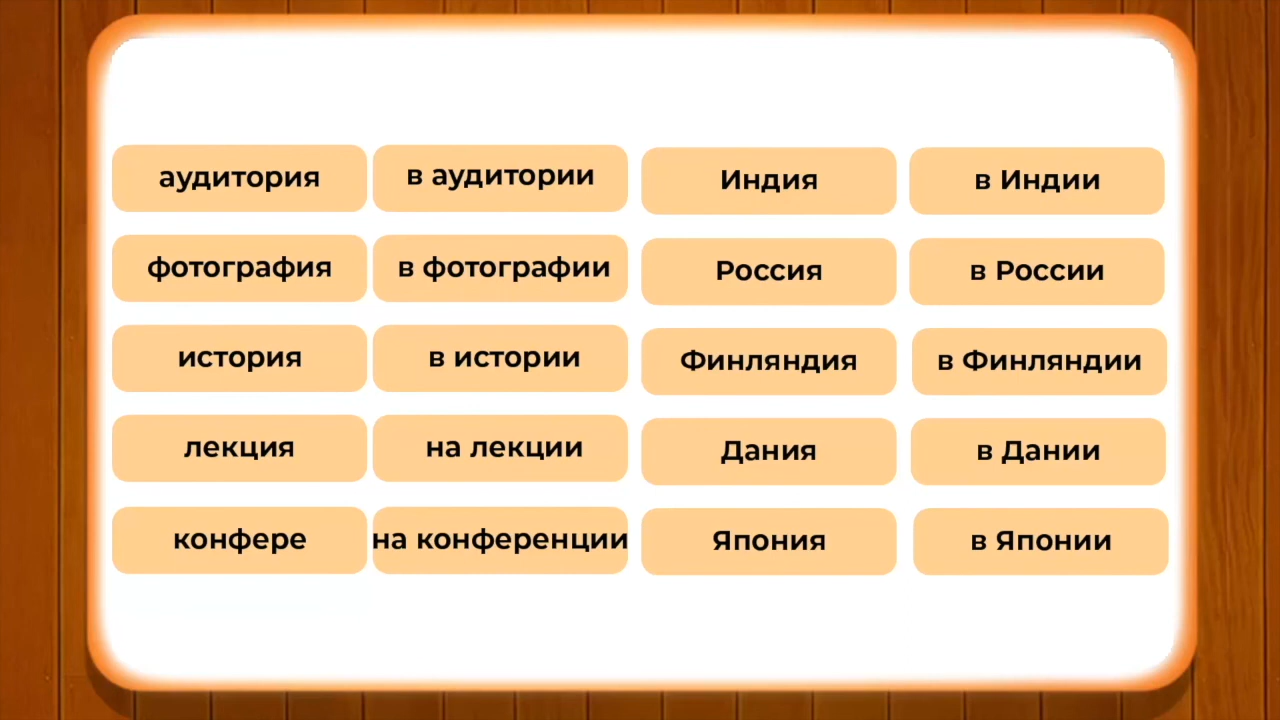 аудитория в аудитории Индия в Индии
фотография в фотографии Россия в России
история в истории Финляндия в Финляндии
лекция на лекции Дания в Дании
конфере на конференции Япония в Японии